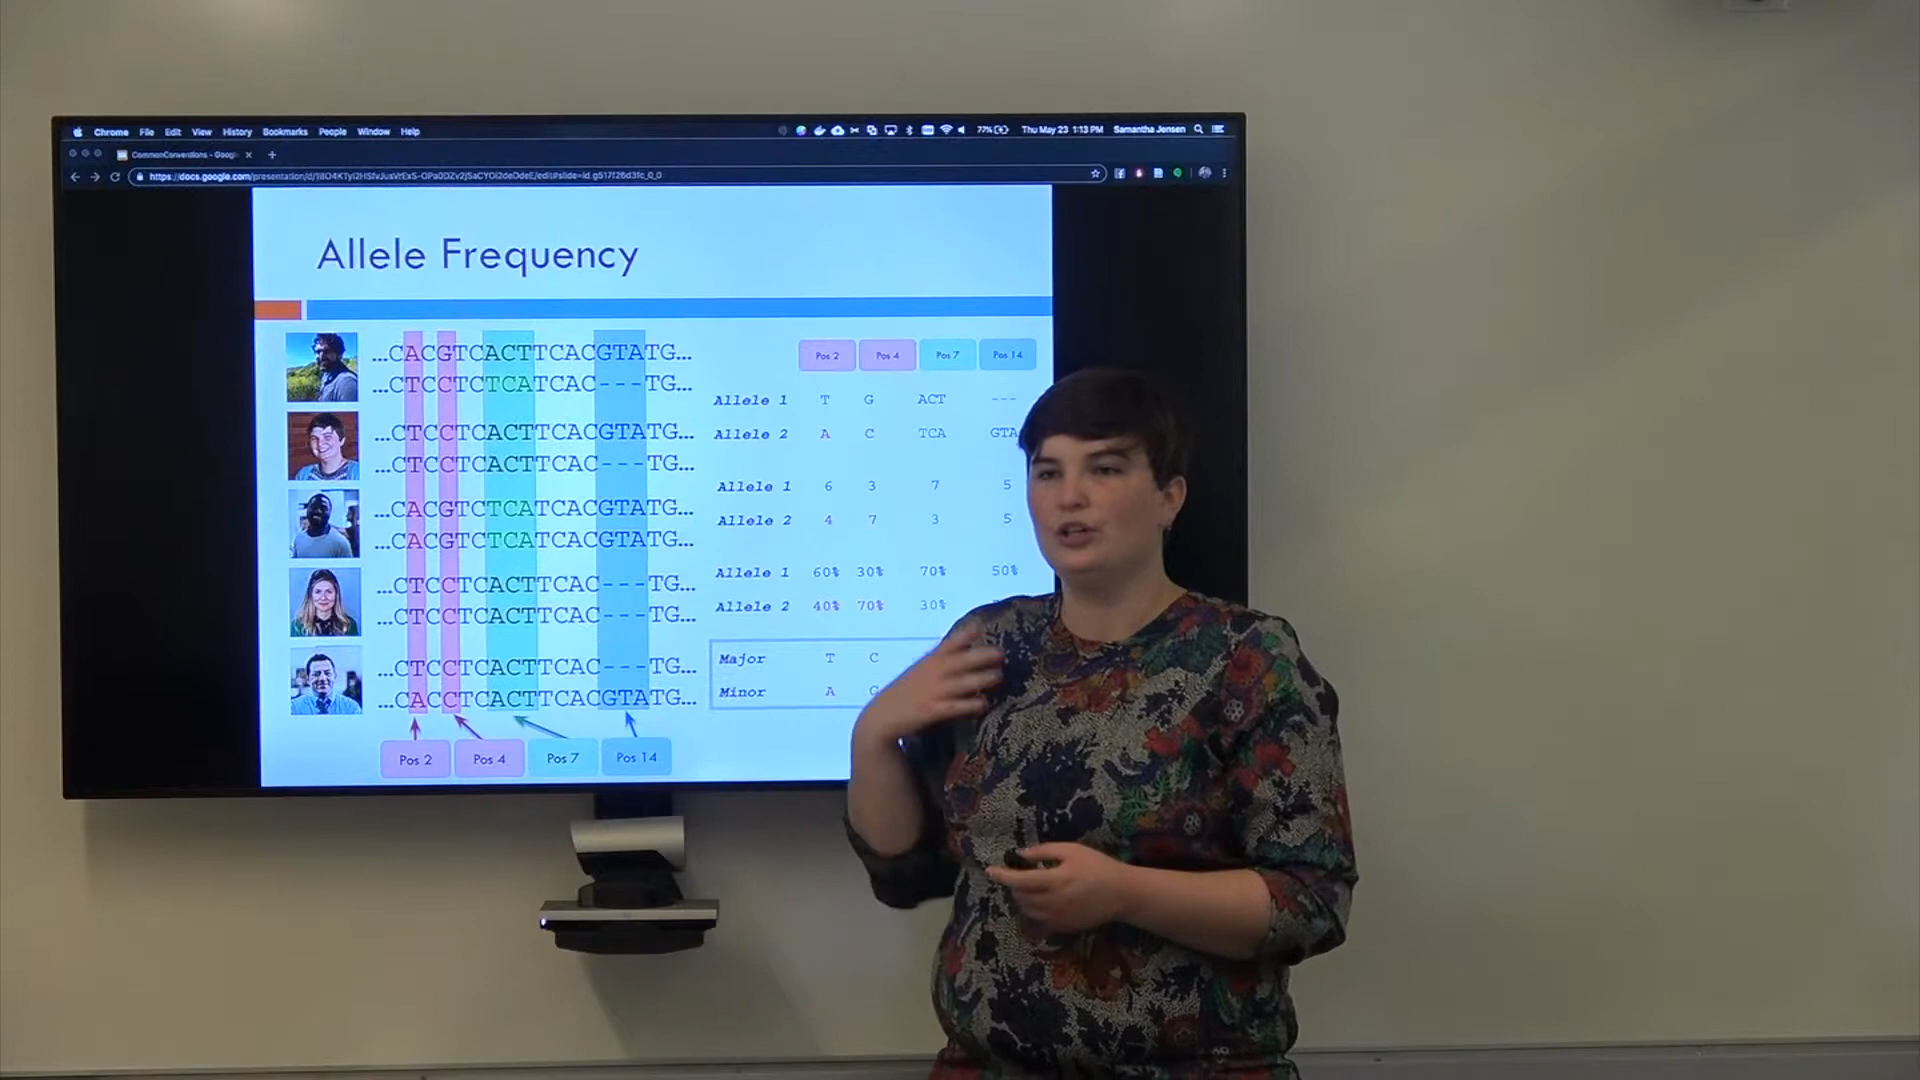 Chrome File Edit View History Bookmarks People Window Help 77% Thu May 23 1:13 PM Samantha Jensen
CommonConventions - Googl
Allele Frequency
...CACGTCACTTCACGTATG...
...CTCCTCTCATCAC---TG...
...CTCCTCACTTCACGTATG...
...CTCCTCACTTCAC---TG...
...CACGTCTCATCACGTATG...
...CACGTCTCATCACGTATG...
...CTCCTCACTTCAC---TG...
...CTCCTCACTTCAC---TG...
...CTCCTCACTTCAC---TG...
...CACCTCACTTCACGTATG...
Pos 2 Pos 4 Pos 7 Pos 14
Pos 2 Pos 4 Pos 7 Pos 14
Allele 1 T G ACT ---
Allele 2 A C TCA GTA
Allele 1 6 3 7 5
Allele 2 4 7 3 5
Allele 1 60% 30% 70% 50%
Allele 2 40% 70% 30%
Major T C
Minor A G